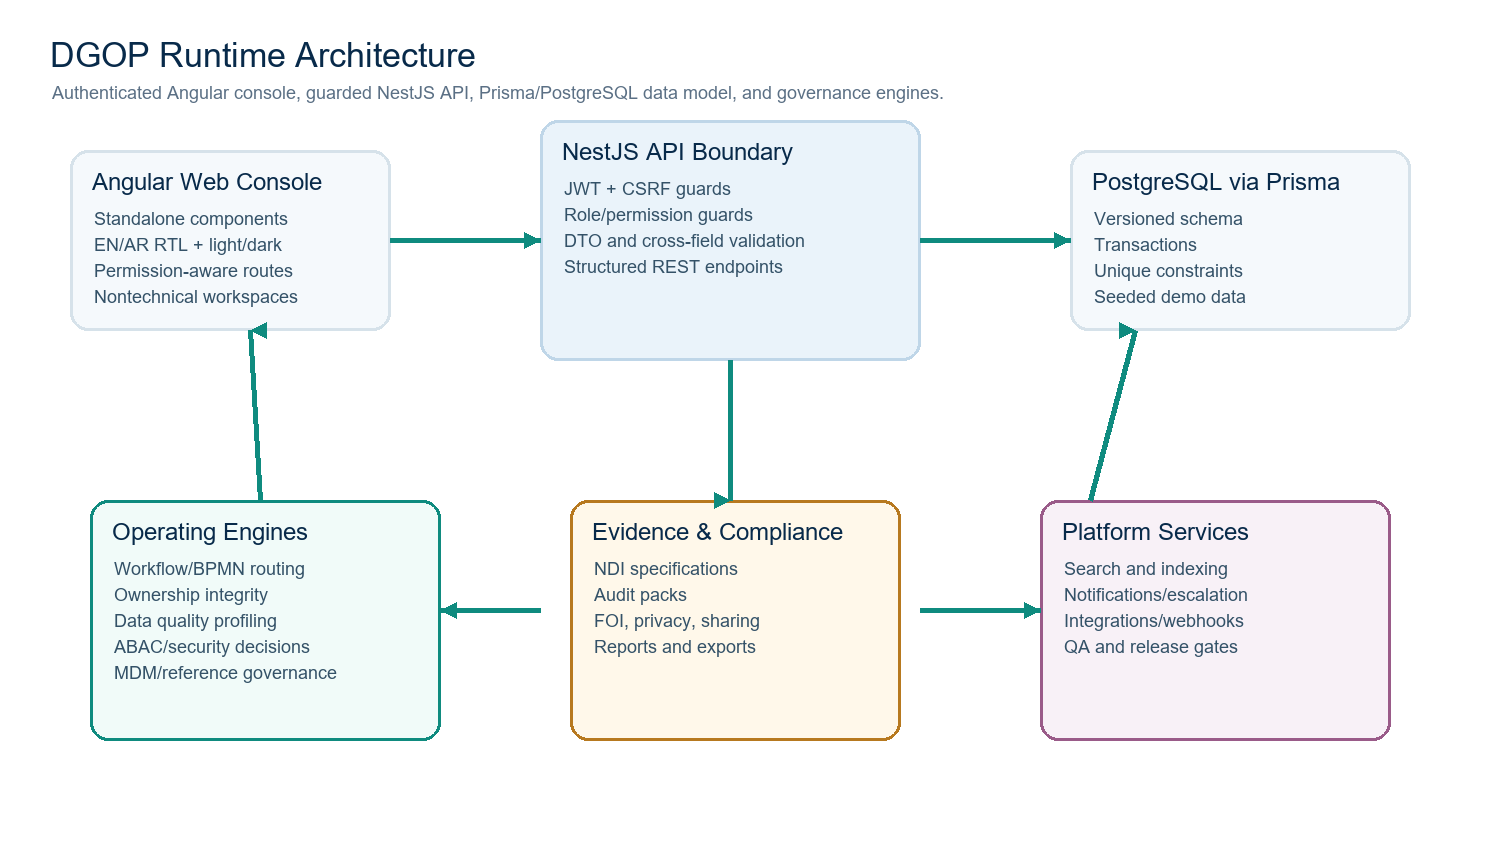 DGOP Runtime Architecture
Authenticated Angular console, guarded NestJS API, Prisma/PostgreSQL data model, and governance engines.
Angular Web Console
Standalone components
EN/AR RTL + light/dark
Permission-aware routes
Nontechnical workspaces
NestJS API Boundary
JWT + CSRF guards
Role/permission guards
DTO and cross-field validation
Structured REST endpoints
PostgreSQL via Prisma
Versioned schema
Transactions
Unique constraints
Seeded demo data
Operating Engines
Workflow/BPMN routing
Ownership integrity
Data quality profiling
ABAC/security decisions
MDM/reference governance
Evidence & Compliance
NDI specifications
Audit packs
FOI, privacy, sharing
Reports and exports
Platform Services
Search and indexing
Notifications/escalation
Integrations/webhooks
QA and release gates